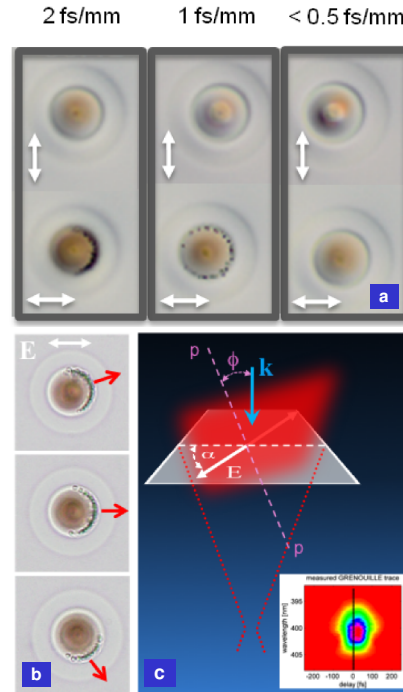 2 fs/mm 1 fs/mm < 0.5 fs/mm
a
E
b
p
ϕ
k
α
E
p
c
measured GRENOUILLE trace
wavelength [nm]
395
400
405
-200 -100 0 100 200
delay [fs]